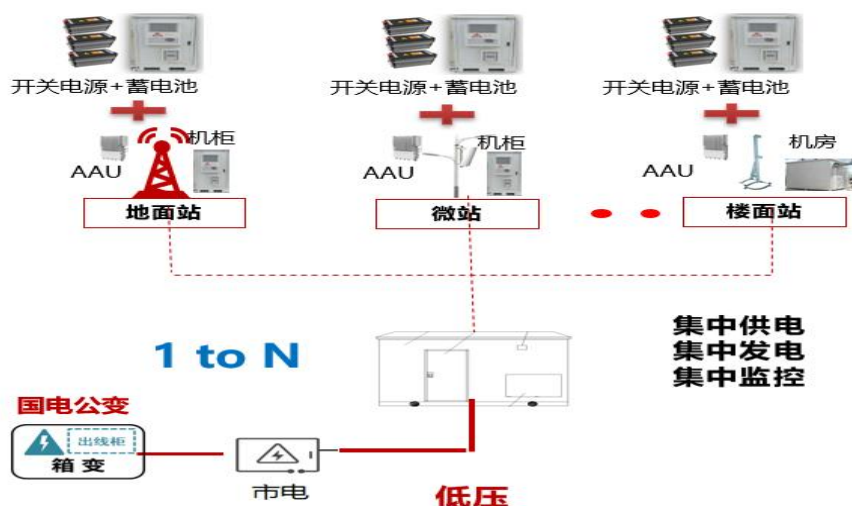 开关电源+蓄电池
开关电源+蓄电池
开关电源+蓄电池
AAU
机柜
AAU
机柜
AAU
机房
地面站
微站
楼面站
1 to N
集中供电
集中发电
集中监控
国电公变
出线柜
箱变
市电
低压